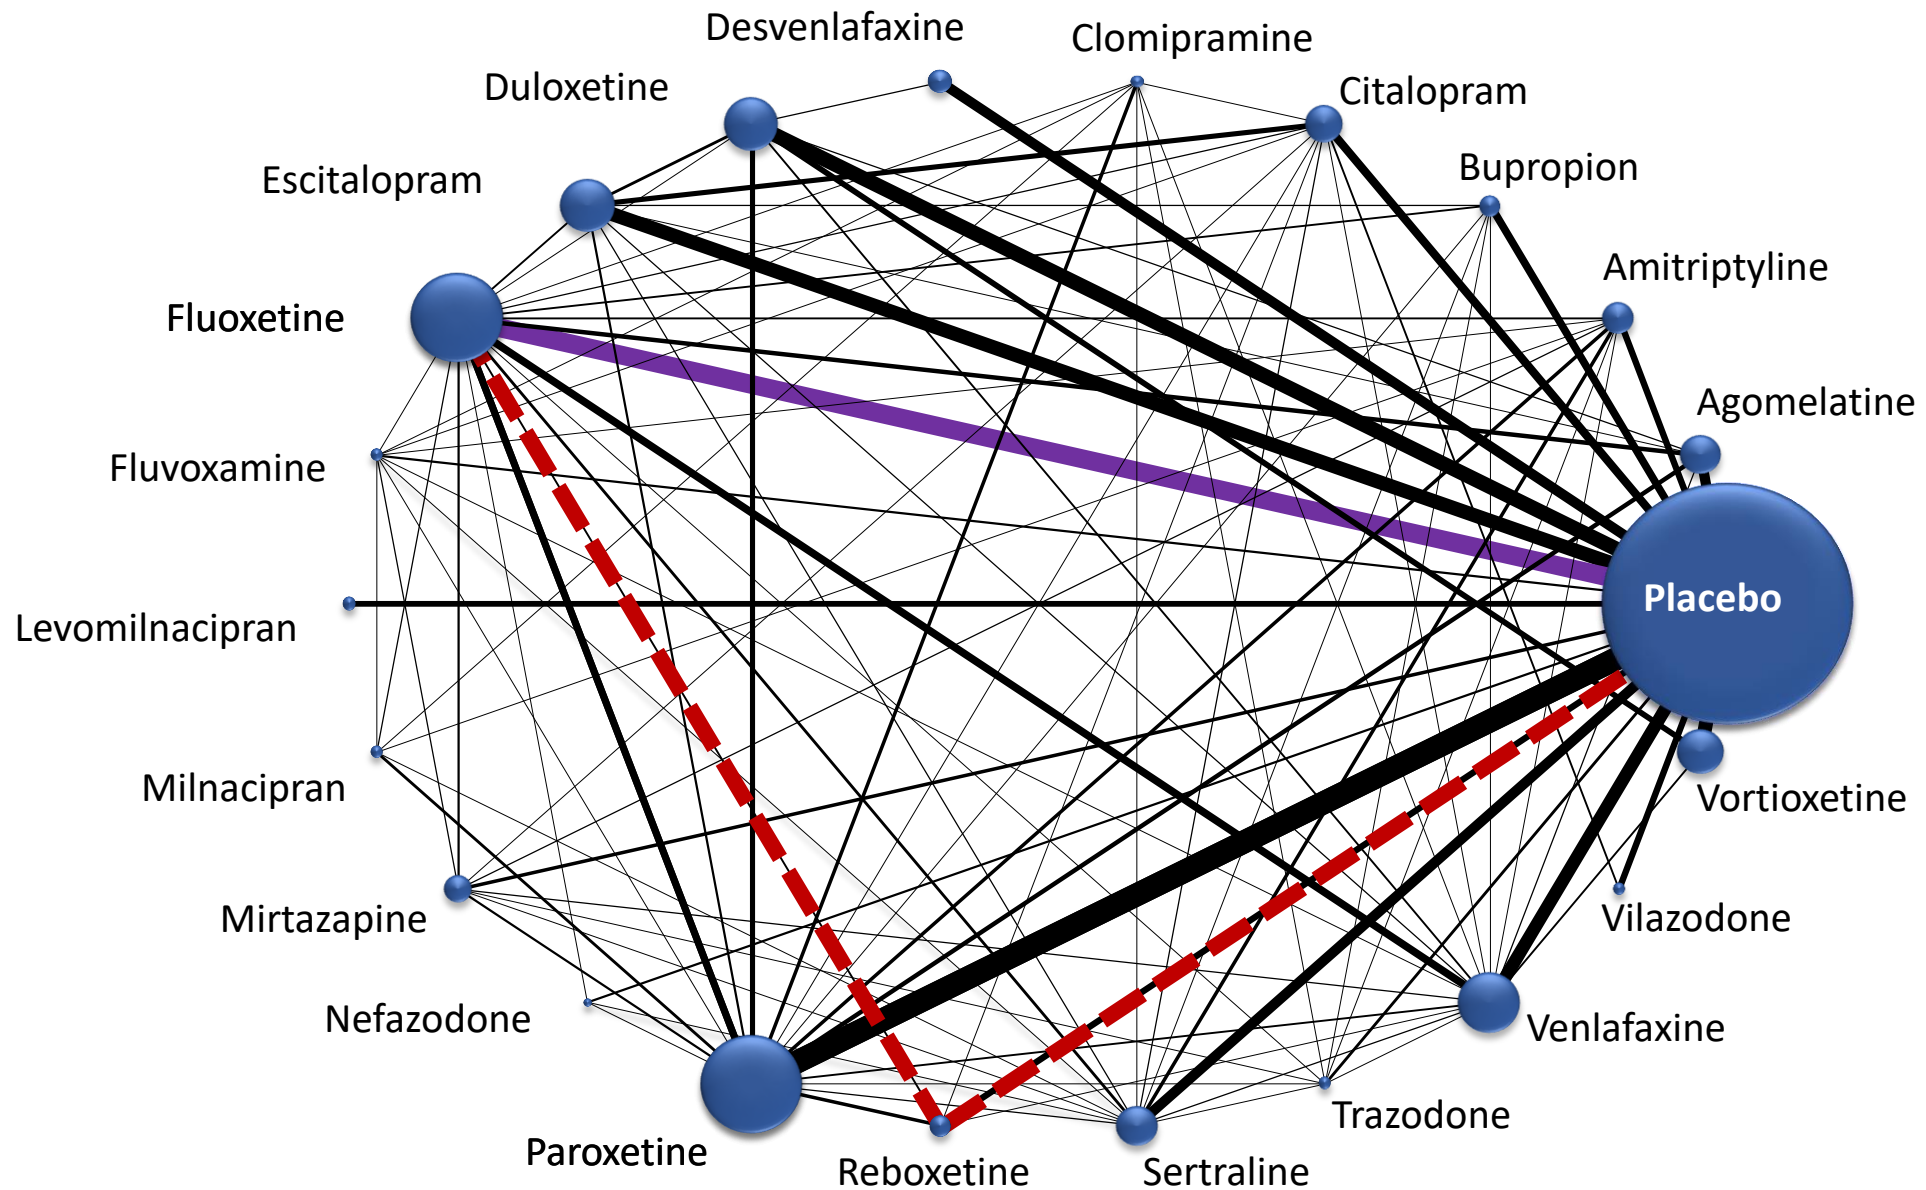 Desvenlafaxine
Clomipramine
Duloxetine
Citalopram
Escitalopram
Bupropion
Fluoxetine
Amitriptyline
Agomelatine
Fluvoxamine
Placebo
Levomilnacipran
Milnacipran
Vortioxetine
Mirtazapine
Vilazodone
Nefazodone
Venlafaxine
Paroxetine
Reboxetine
Sertraline
Trazodone